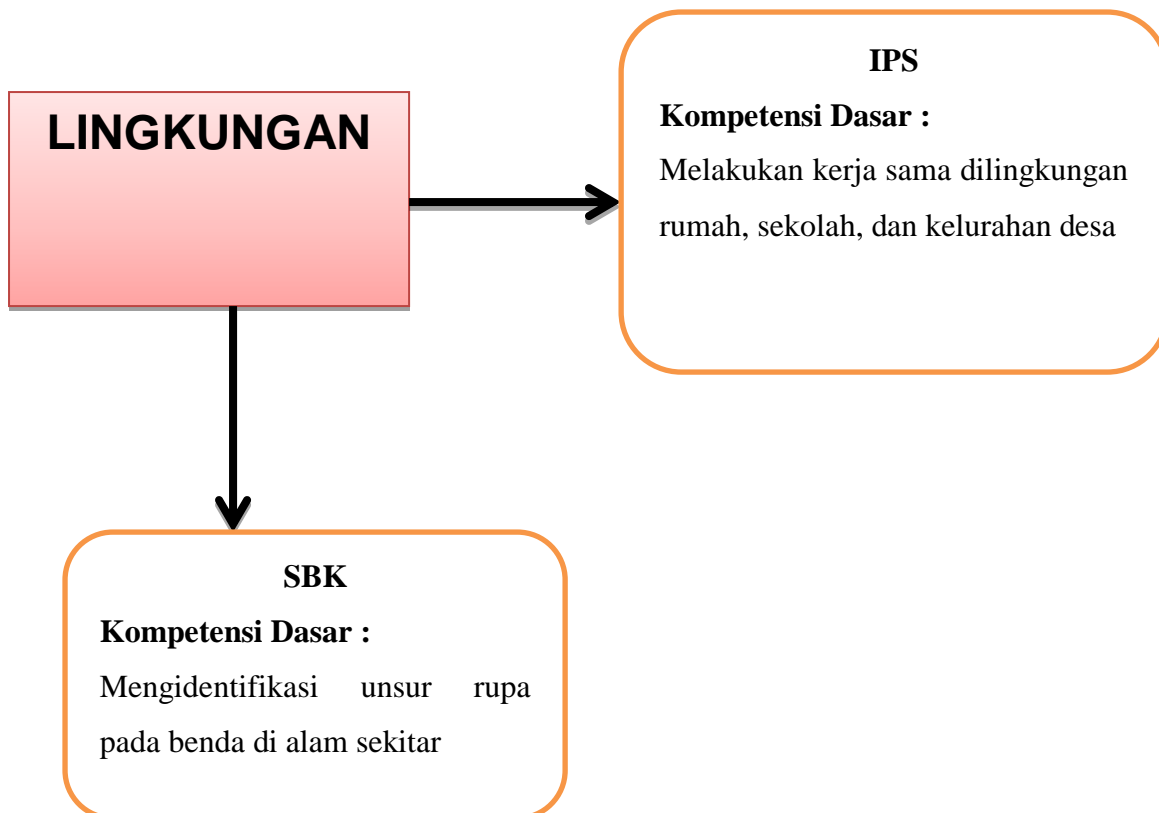 LINGKUNGAN
IPS
Kompetensi Dasar :
Melakukan kerja sama dilingkungan
rumah, sekolah, dan kelurahan desa
SBK
Kompetensi Dasar :
Mengidentifikasi unsur rupa
pada benda di alam sekitar